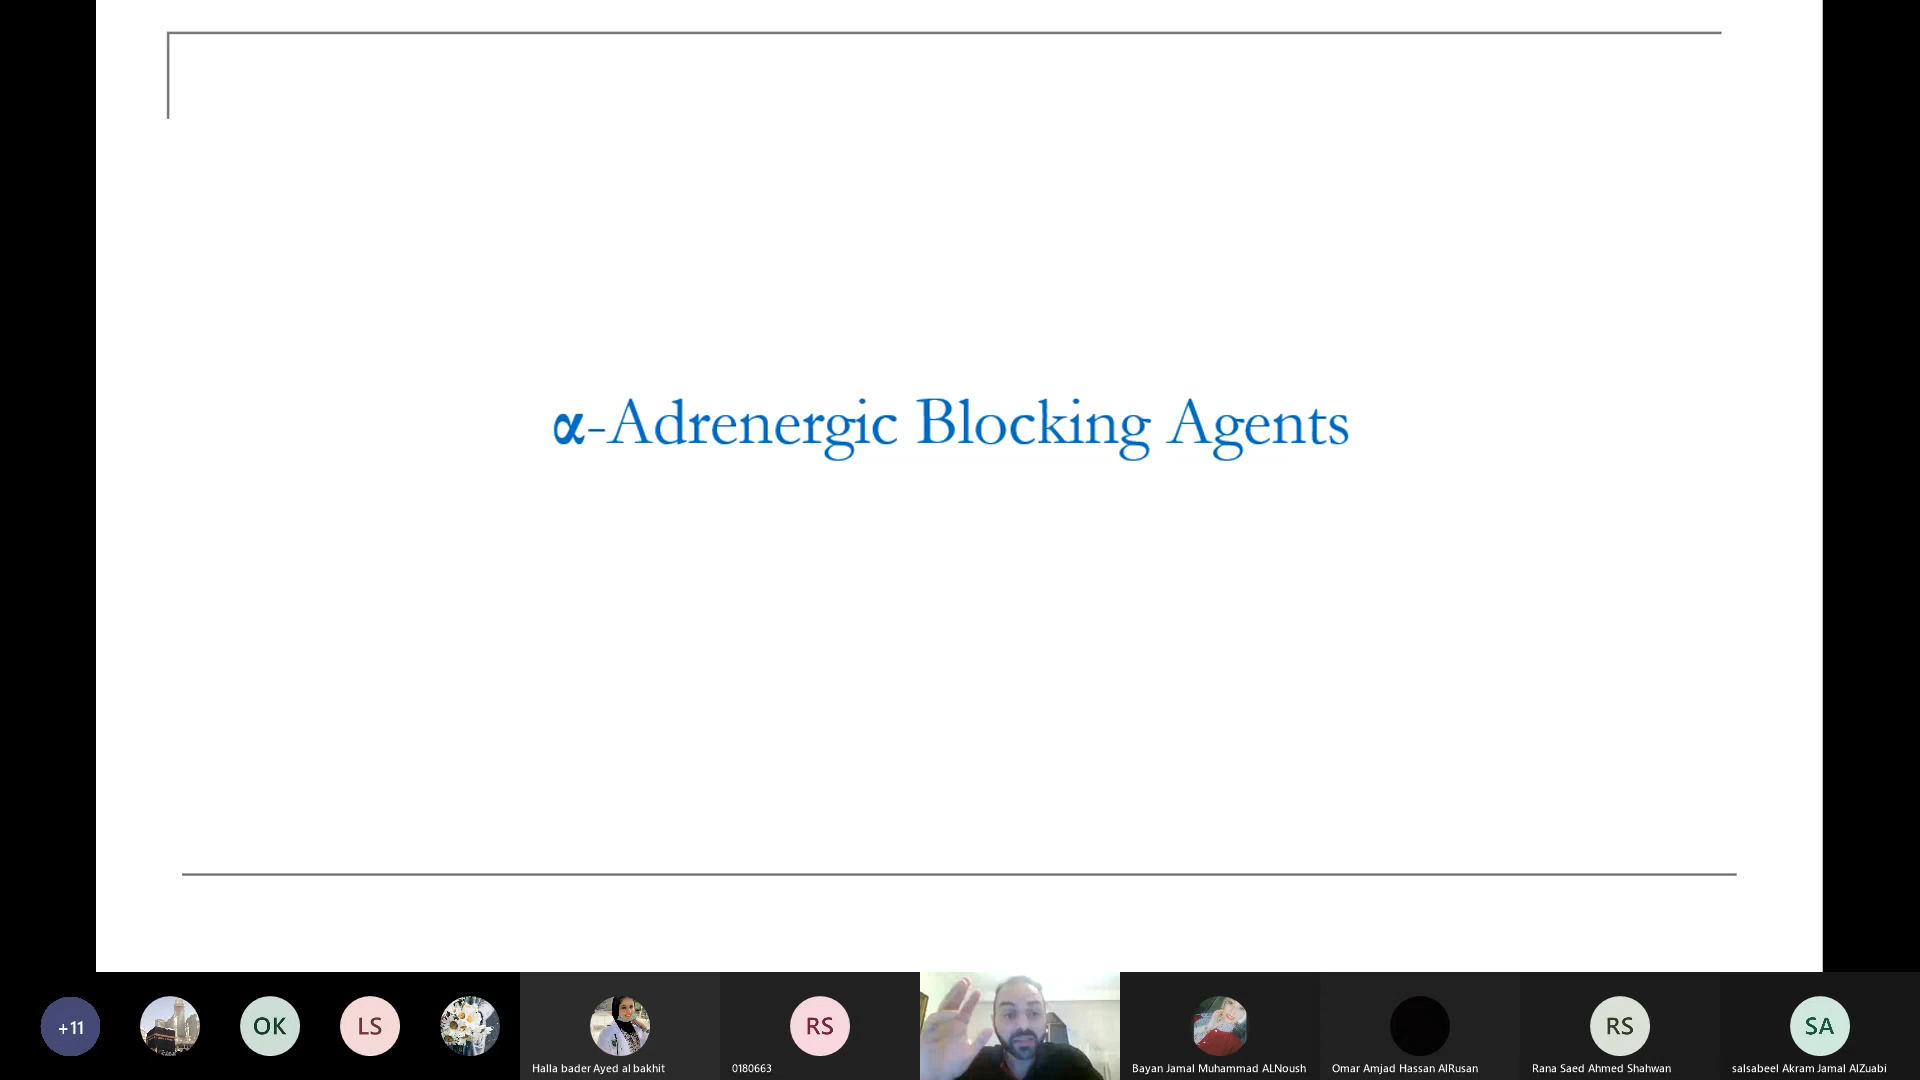 α-Adrenergic Blocking Agents
+11
OK
LS
RS
RS
SA
Halla bader Ayed al bakhit
0180663
Bayan Jamal Muhammad ALNoush
Omar Amjad Hassan AlRusan
Rana Saed Ahmed Shahwan
salsabeel Akram Jamal AlZuabi